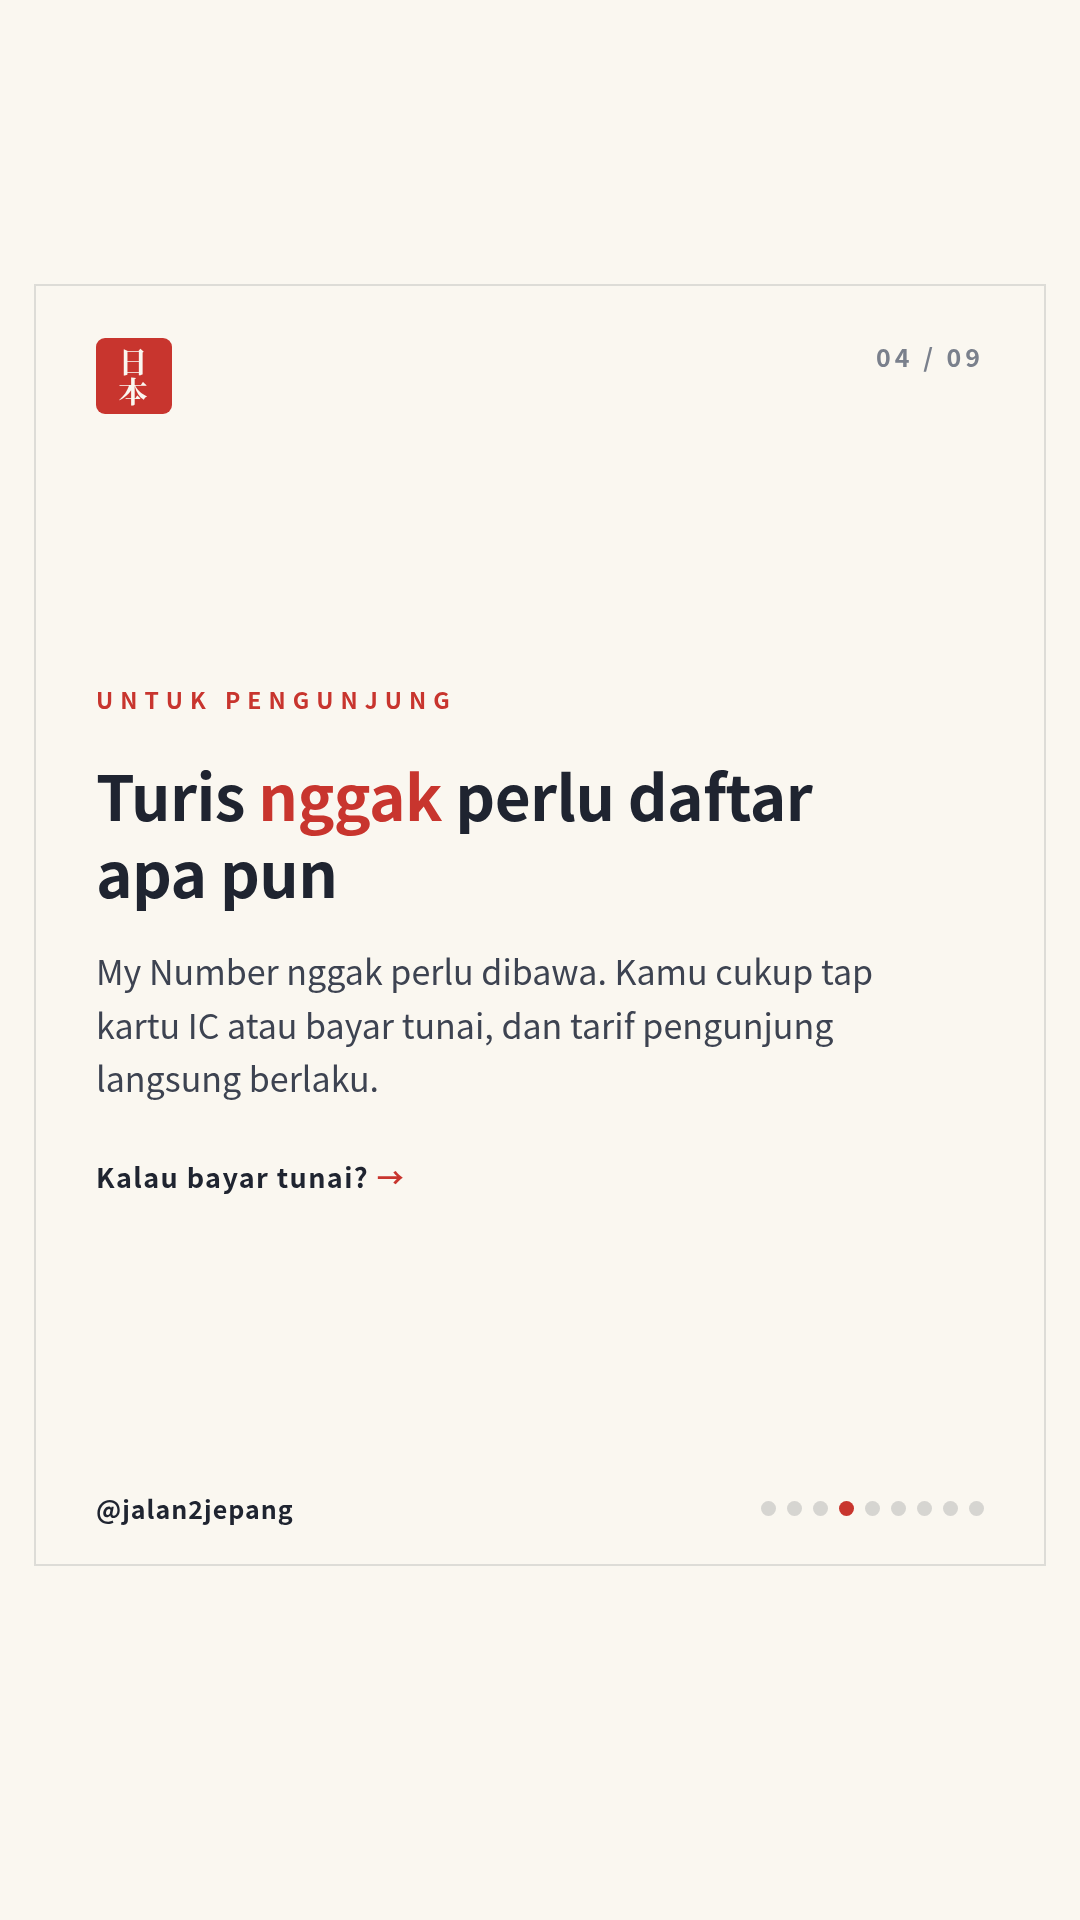 日本
04 / 09
UNTUK PENGUNJUNG
Turis nggak perlu daftar
apa pun
My Number nggak perlu dibawa. Kamu cukup tap
kartu IC atau bayar tunai, dan tarif pengunjung
langsung berlaku.
Kalau bayar tunai? →
@jalan2jepang